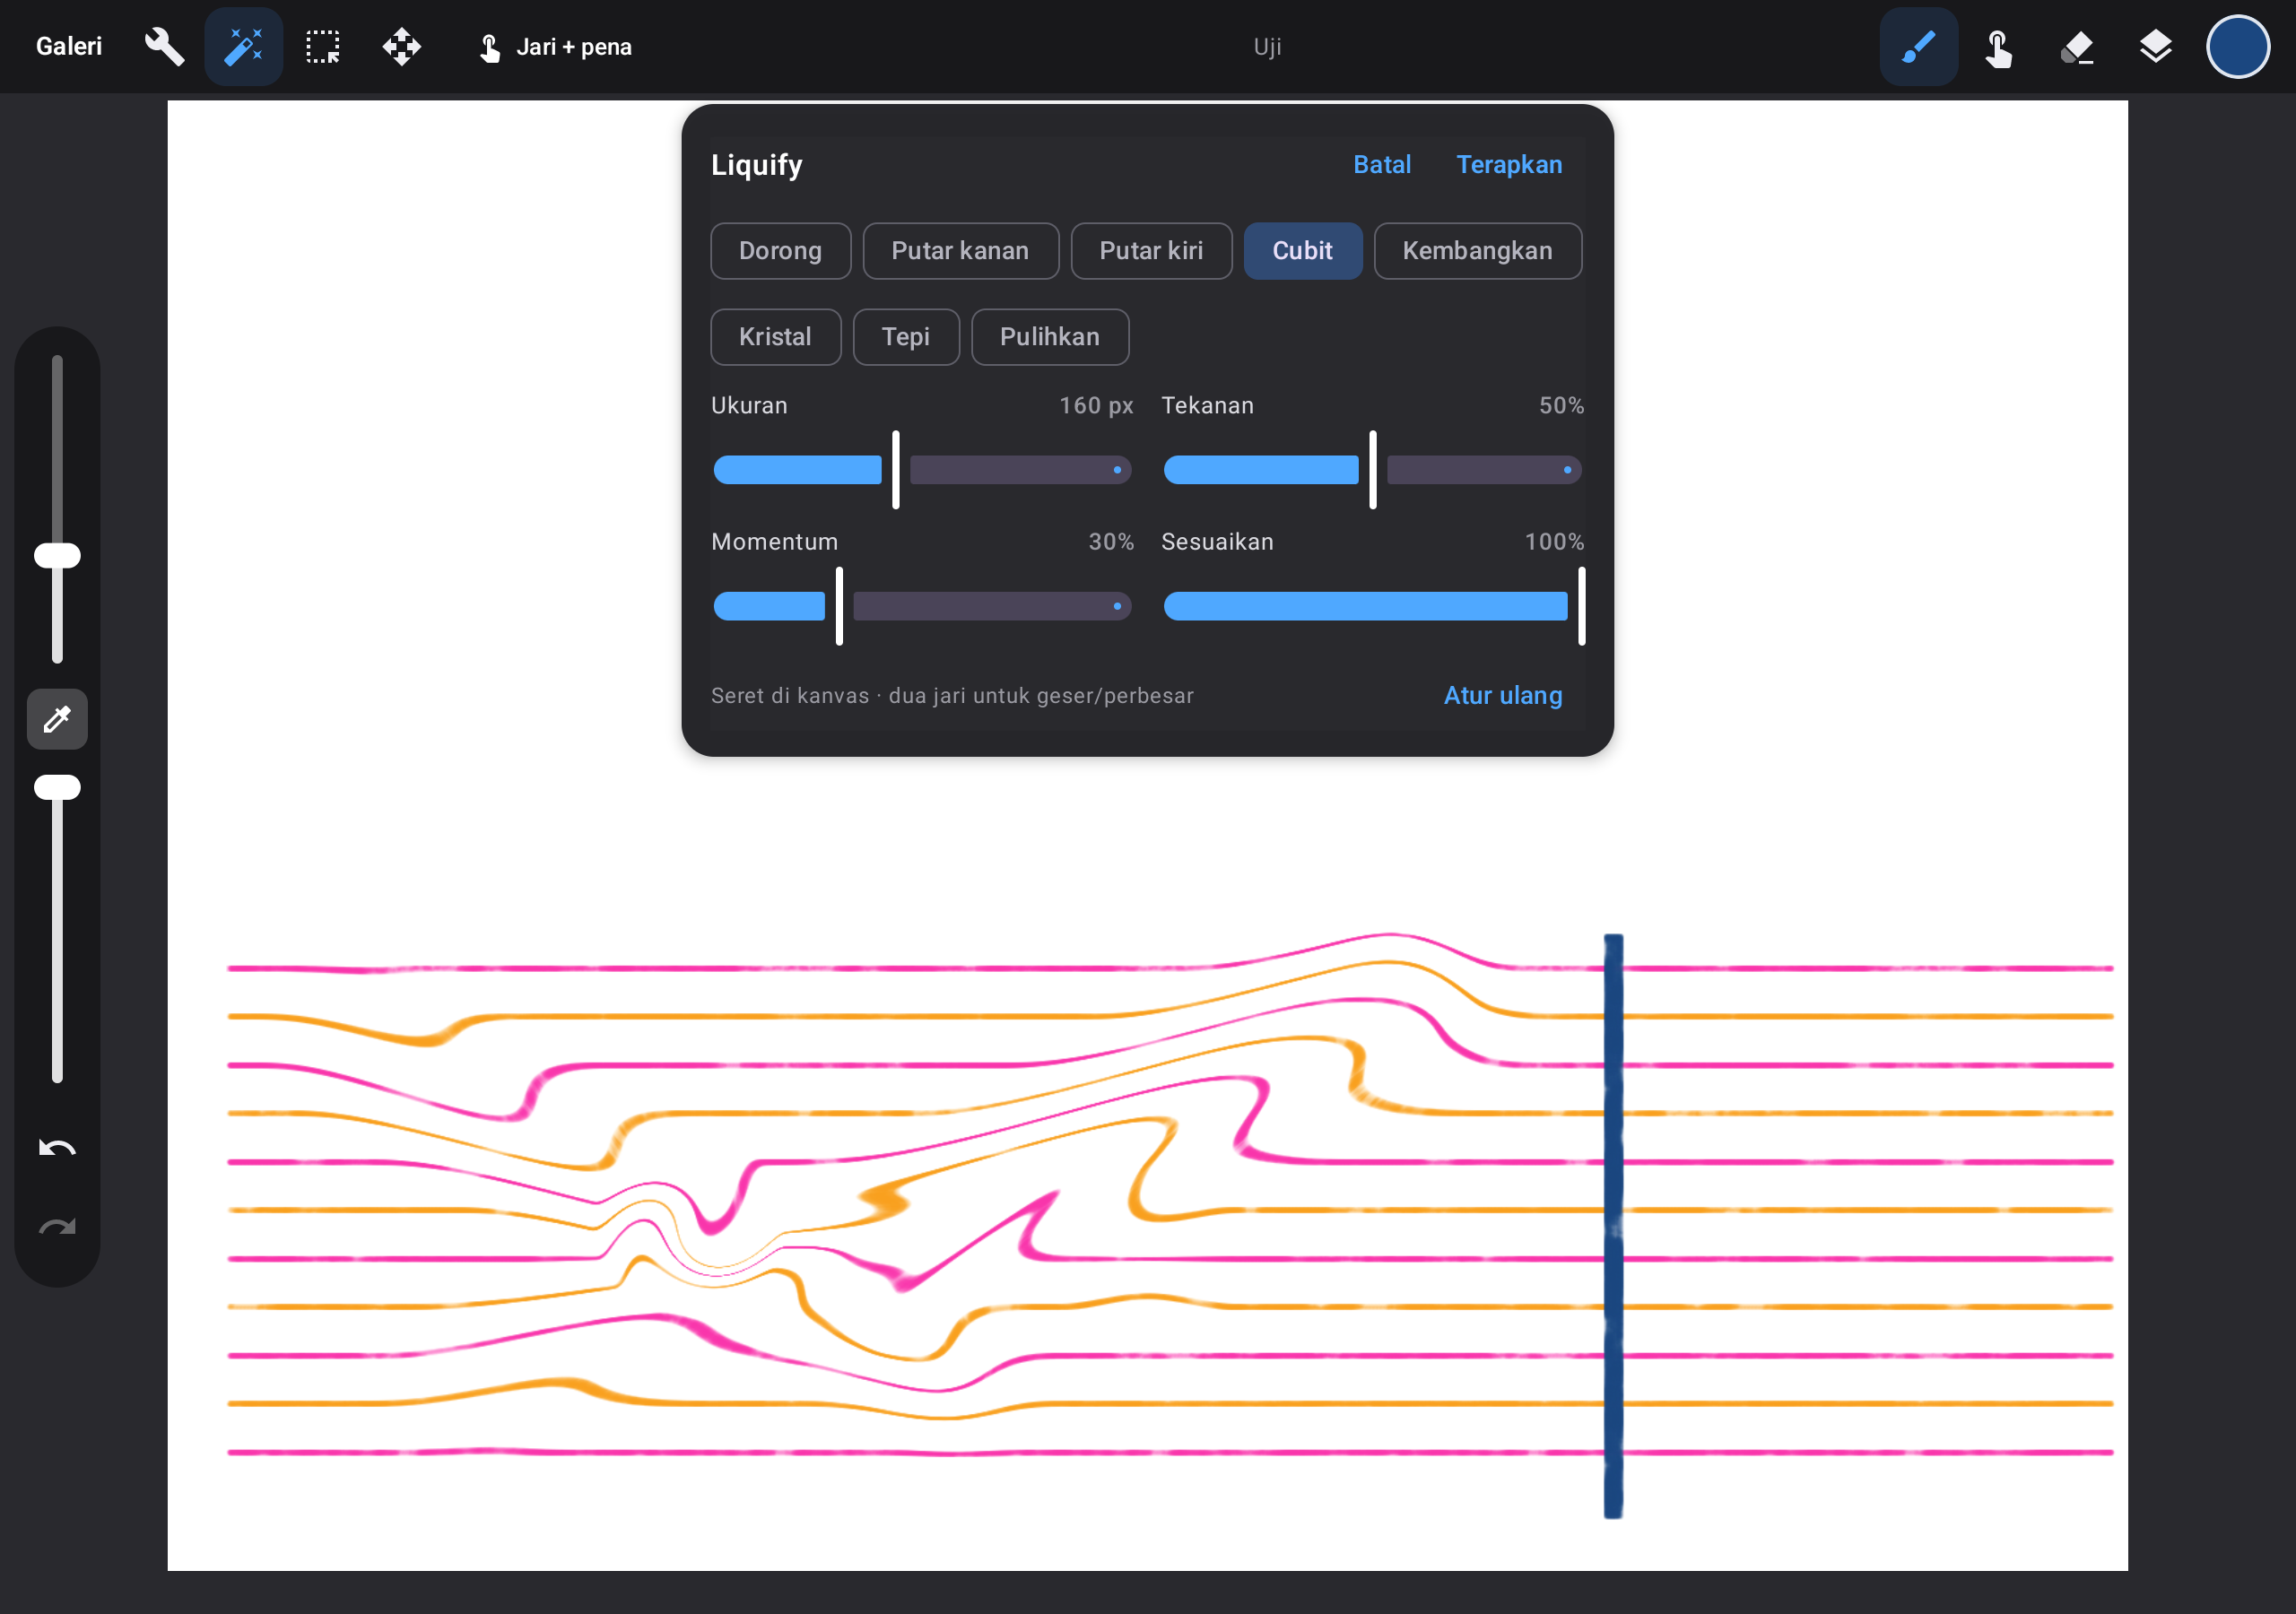 Galeri
Jari + pena
Uji
Liquify
Batal
Terapkan
Dorong
Putar kanan
Putar kiri
Cubit
Kembangkan
Kristal
Tepi
Pulihkan
Ukuran
160 px
Tekanan
50%
Momentum
30%
Sesuaikan
100%
Seret di kanvas · dua jari untuk geser/perbesar
Atur ulang